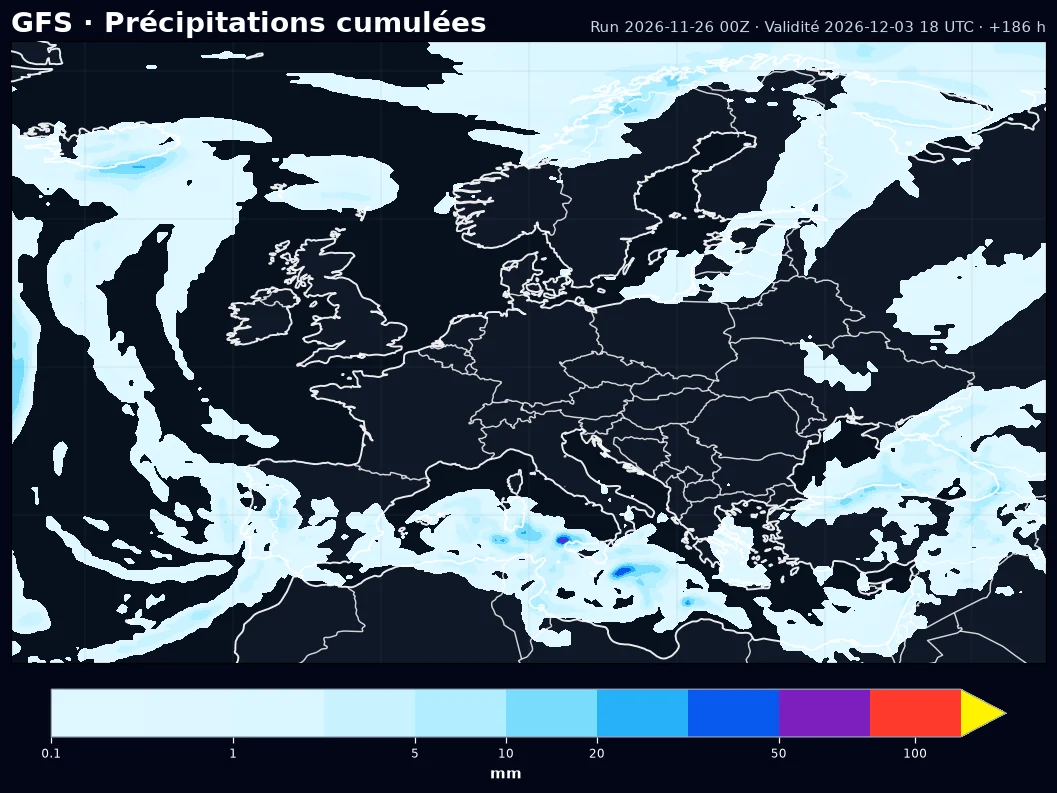 GFS · Précipitations cumulées
Run 2026-11-26 00Z · Validité 2026-12-03 18 UTC · +186 h
0.1 1 5 10 20 50 100
mm